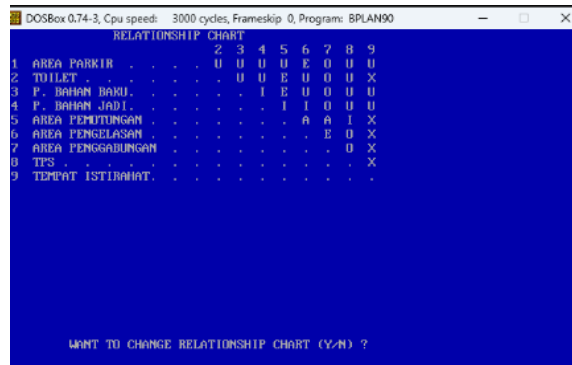 DOSBox 0.74-3, Cpu speed: 3000 cycles, Frameskip 0, Program: BPLAN90
RELATIONSHIP CHART
2 3 4 5 6 7 8 9
1 AREA PARKIR . . . U U U U E O U U
2 TOILET . . . . . . U U E U O U X
3 P. BAHAN BAKU. . . . I E U O U U
4 P. BAHAN JADI. . . . . I I O U U
5 AREA PEMOTONGAN . . . . . A A I X
6 AREA PENGELASAN . . . . . . E O X
7 AREA PENGGABUNGAN . . . . . . O X
8 TPS . . . . . . . . . . . . X
9 TEMPAT ISTIRAHAT. . . . . . . . .
WANT TO CHANGE RELATIONSHIP CHART (Y/N) ?